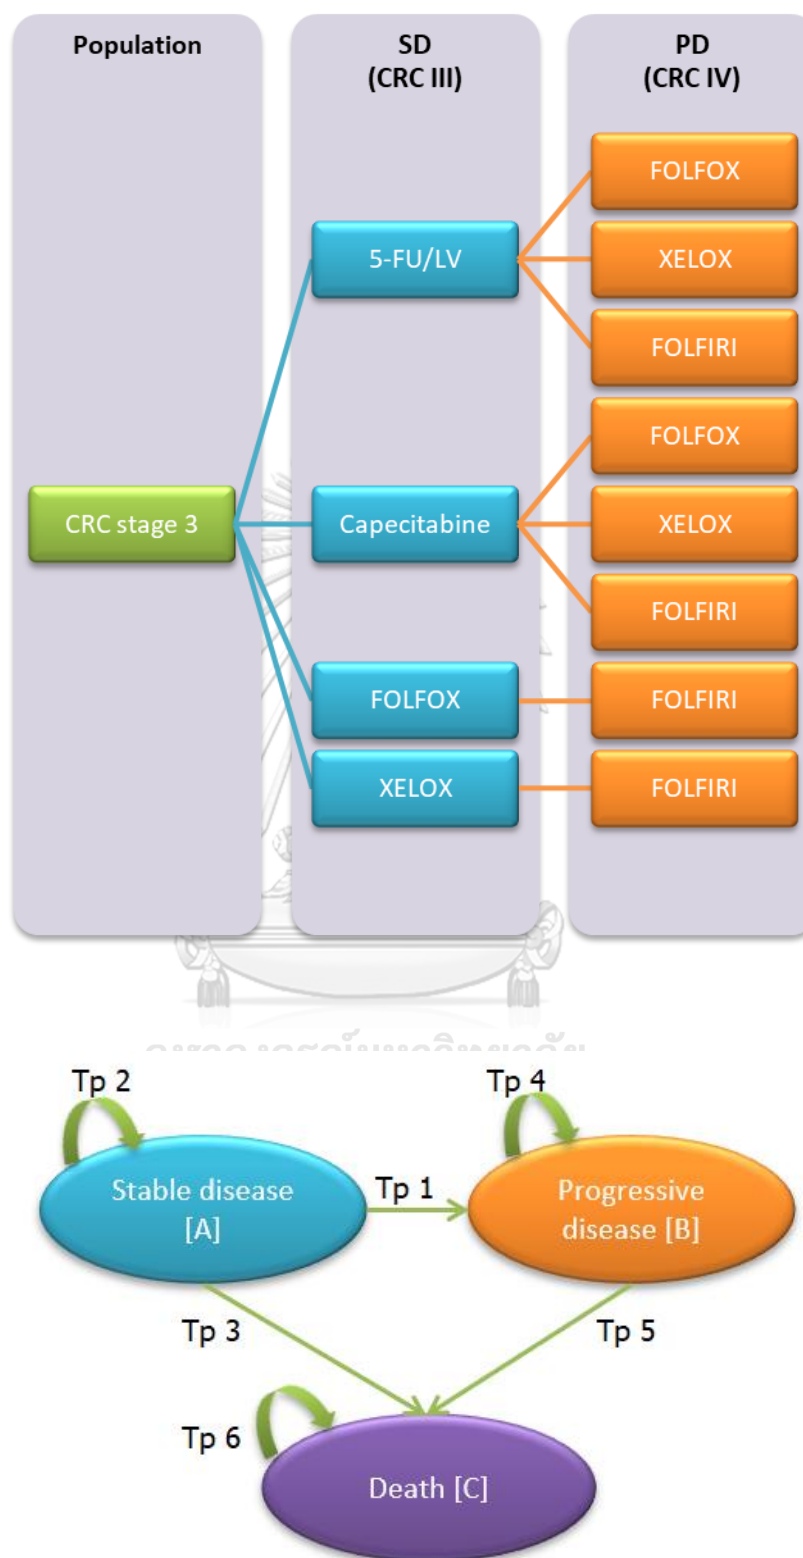 Population
SD
(CRC III)
PD
(CRC IV)
FOLFOX
5-FU/LV
XELOX
FOLFIRI
FOLFOX
CRC stage 3
Capecitabine
XELOX
FOLFIRI
FOLFOX
FOLFIRI
XELOX
FOLFIRI
Tp 2
Tp 4
Stable disease
[A]
Tp 1
Progressive
disease [B]
Tp 3
Tp 5
Tp 6
Death [C]